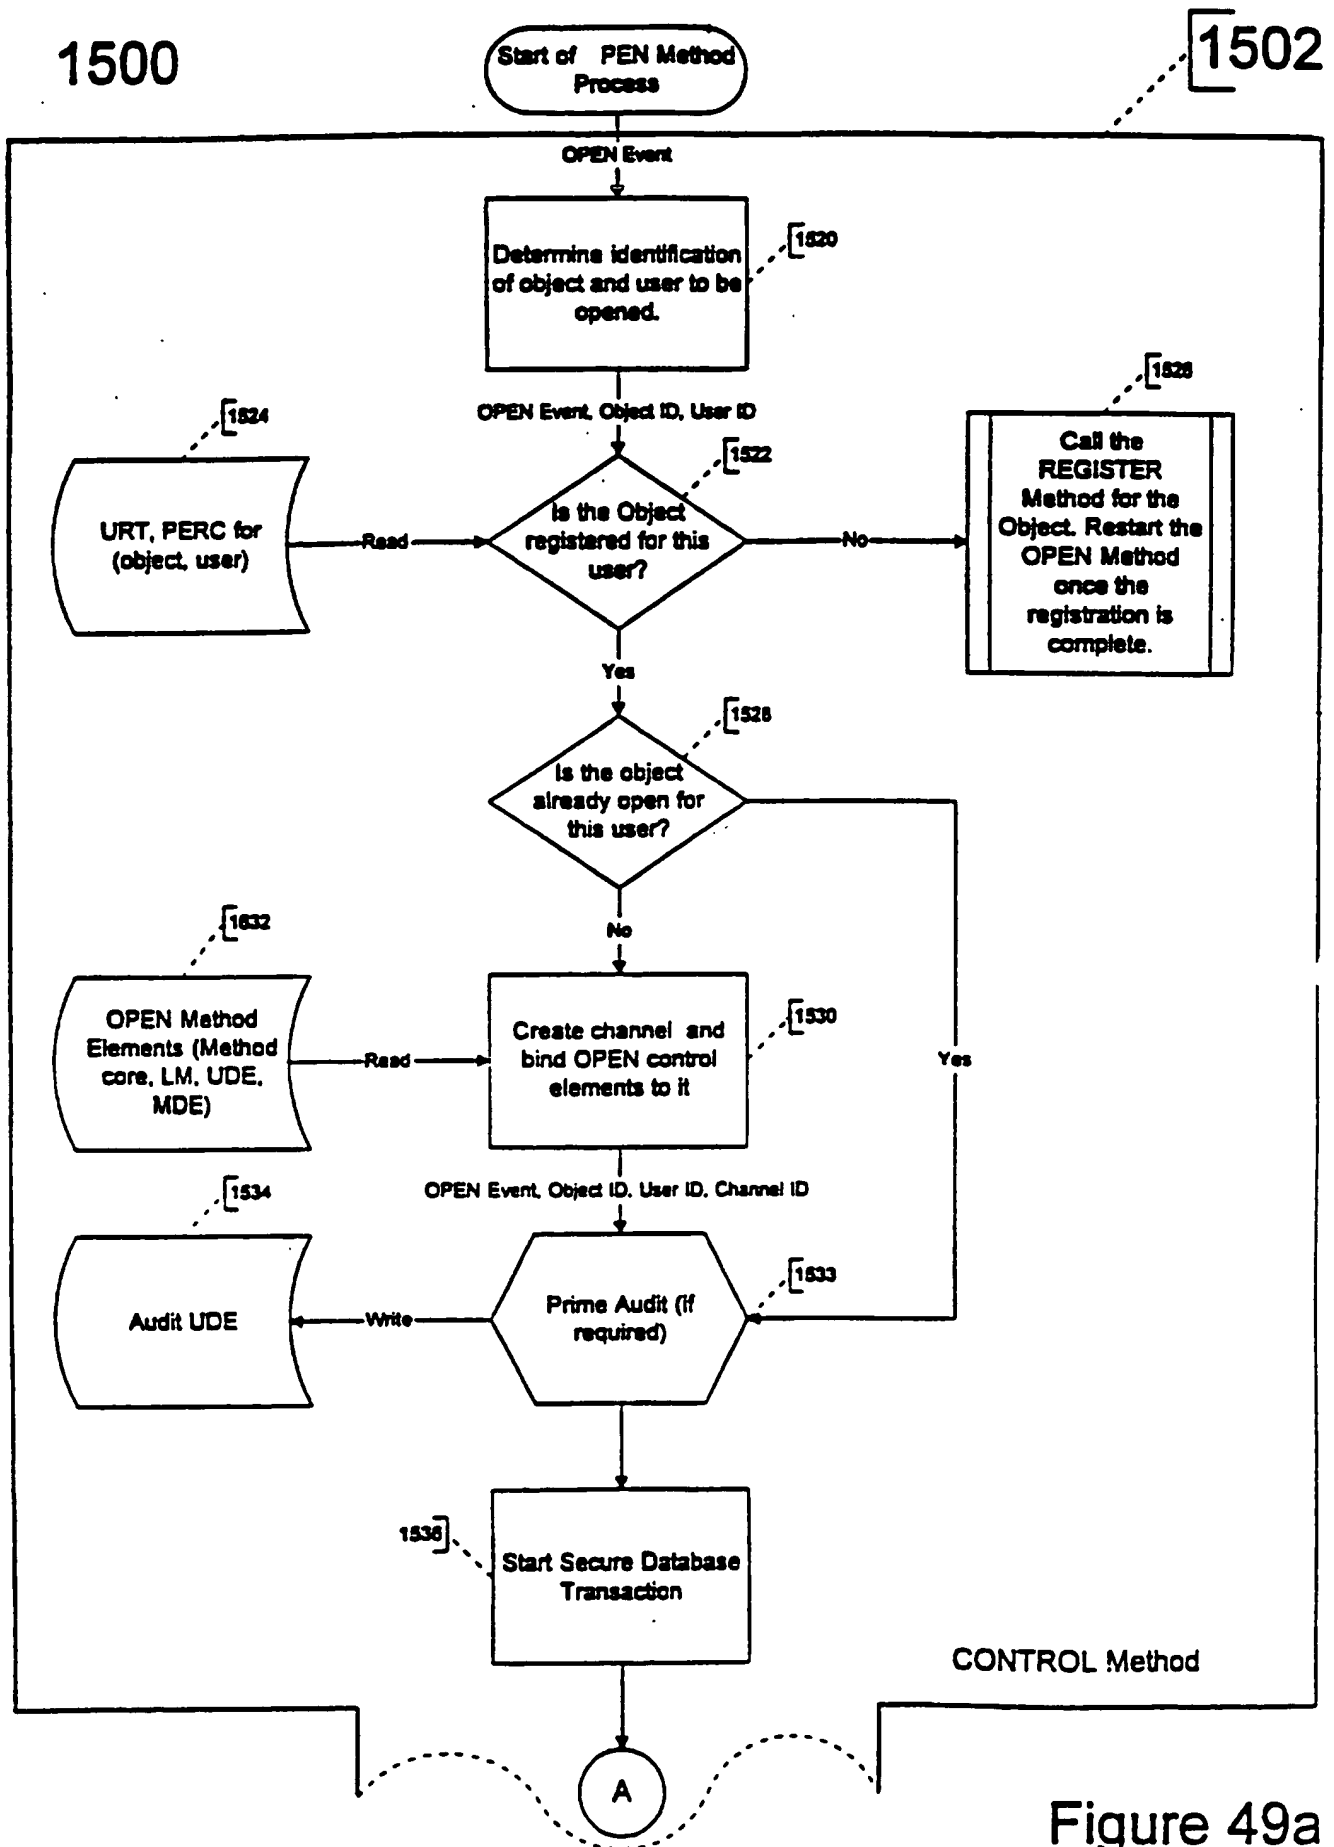 1500
1502
Start of PEN Method
Process
OPEN Event
1520
Determine identification
of object and user to be
opened.
OPEN Event, Object ID, User ID
1524
1522
1526
URT, PERC for
(object, user)
Read
Is the Object
registered for this
user?
No
Call the
REGISTER
Method for the
Object. Restart the
OPEN Method
once the
registration is
complete.
Yes
1528
Is the object
already open for
this user?
Yes
No
1532
OPEN Method
Elements (Method
core, LM, UDE,
MDE)
Read
1530
Create channel and
bind OPEN control
elements to it
OPEN Event, Object ID, User ID, Channel ID
1534
Audit UDE
Write
1533
Prime Audit (if
required)
1536
Start Secure Database
Transaction
CONTROL Method
A
Figure 49a